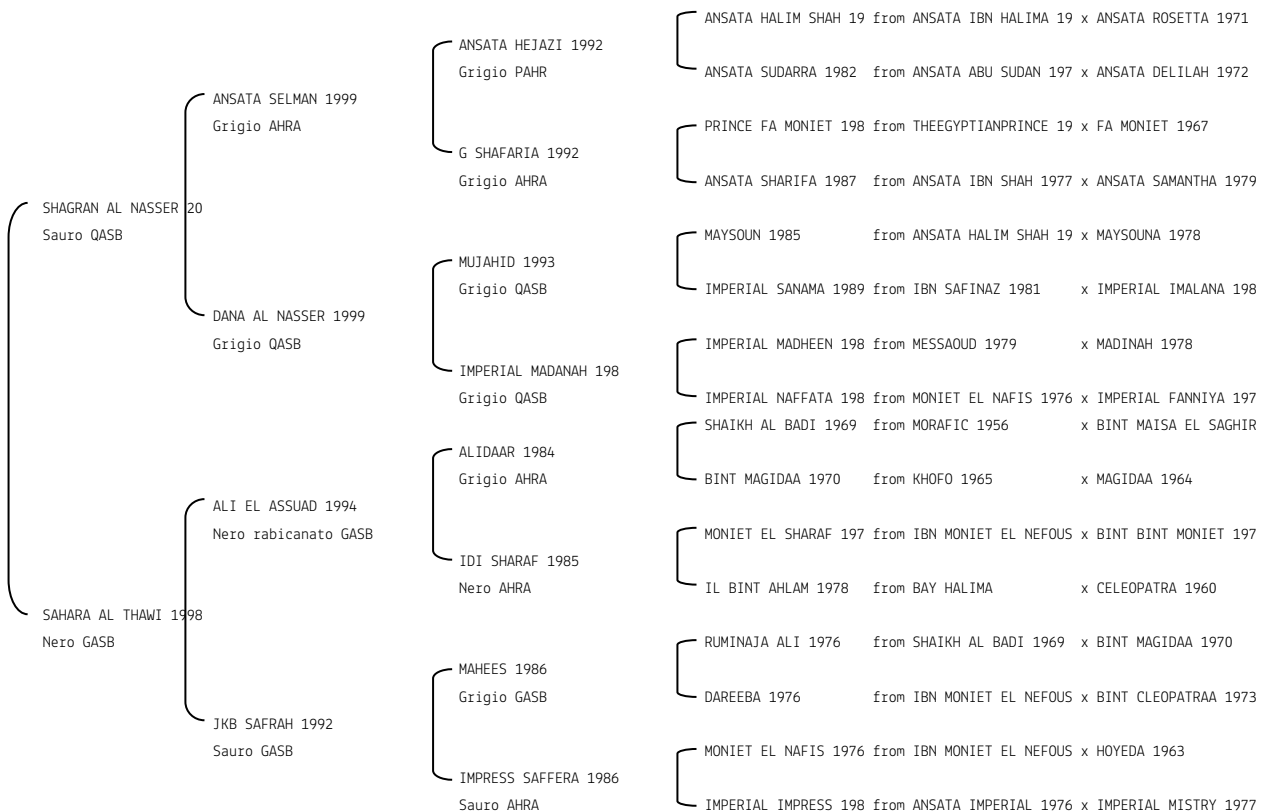 ANSATA HALIM SHAH 19 from ANSATA IBN HALIMA 19 x ANSATA ROSETTA 1971
ANSATA HEJAZI 1992
Grigio PAHR
ANSATA SUDARRA 1982 from ANSATA ABU SUDAN 197 x ANSATA DELILAH 1972
ANSATA SELMAN 1999
Grigio AHRA
PRINCE FA MONIET 198 from THEEGYPTIANPRINCE 19 x FA MONIET 1967
G SHAFARIA 1992
Grigio AHRA
ANSATA SHARIFA 1987 from ANSATA IBN SHAH 1977 x ANSATA SAMANTHA 1979
SHAGRAN AL NASSER 20
Sauro QASB
MAYSOUN 1985 from ANSATA HALIM SHAH 19 x MAYSOUNA 1978
MUJAHID 1993
Grigio QASB
IMPERIAL SANAMA 1989 from IBN SAFINAZ 1981 x IMPERIAL IMALANA 198
DANA AL NASSER 1999
Grigio QASB
IMPERIAL MADHEEN 198 from MESSAOUD 1979 x MADINAH 1978
IMPERIAL MADANAH 198
Grigio QASB
IMPERIAL NAFFATA 198 from MONIET EL NAFIS 1976 x IMPERIAL FANNIYA 197
SHAIKH AL BADI 1969 from MORAFIC 1956 x BINT MAISA EL SAGHIR
ALIDAAR 1984
Grigio AHRA
BINT MAGIDAA 1970 from KHOFO 1965 x MAGIDAA 1964
ALI EL ASSUAD 1994
Nero rabicanato GASB
MONIET EL SHARAF 197 from IBN MONIET EL NEFOUS x BINT BINT MONIET 197
IDI SHARAF 1985
Nero AHRA
IL BINT AHLAM 1978 from BAY HALIMA x CELEOPATRA 1960
SAHARA AL THAWI 1998
Nero GASB
RUMINAJA ALI 1976 from SHAIKH AL BADI 1969 x BINT MAGIDAA 1970
MAHEES 1986
Grigio GASB
DAREEBA 1976 from IBN MONIET EL NEFOUS x BINT CLEOPATRAA 1973
JKB SAFRAH 1992
Sauro GASB
MONIET EL NAFIS 1976 from IBN MONIET EL NEFOUS x HOYEDA 1963
IMPRESS SAFFERA 1986
Sauro AHRA
IMPERIAL IMPRESS 198 from ANSATA IMPERIAL 1976 x IMPERIAL MISTRY 1977